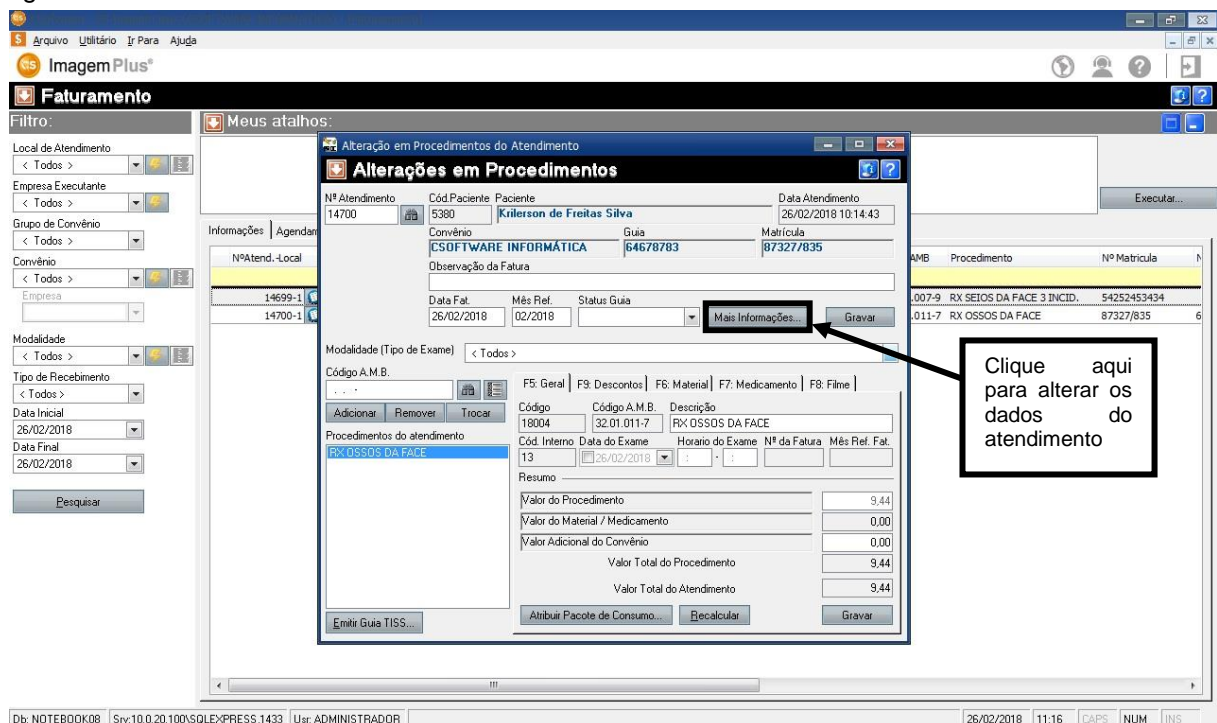 Arquivo Utilitário Ir Para Ajuda
ImagemPlus®
Faturamento
Filtro:
Meus atalhos:
Local de Atendimento
< Todos >
Empresa Executante
< Todos >
Grupo de Convênio
< Todos >
Convênio
< Todos >
Empresa
Modalidade
< Todos >
Tipo de Recebimento
< Todos >
Data Inicial
26/02/2018
Data Final
26/02/2018
Pesquisar
Executar...
Informações Agendam
NºAtend.-Local
AMB Procedimento Nº Matricula N
14699-1 .007-9 RX SEIOS DA FACE 3 INCID. 54252453434
14700-1 .011-7 RX OSSOS DA FACE 87327/835 6
Alteração em Procedimentos do Atendimento
Alterações em Procedimentos
Nº Atendimento Cód.Paciente Paciente Data Atendimento
14700 5380 Krilerson de Freitas Silva 26/02/2018 10:14:43
Convênio Guia Matrícula
CSOFTWARE INFORMÁTICA 64678783 87327/835
Observação da Fatura
Data Fat. Mês Ref. Status Guia
26/02/2018 02/2018 Mais Informações... Gravar
Modalidade (Tipo de Exame) < Todos >
Código A.M.B.
. . . -
Adicionar Remover Trocar
Procedimentos do atendimento
RX OSSOS DA FACE
Emitir Guia TISS...
F5: Geral F9: Descontos F6: Material F7: Medicamento F8: Filme
Código Código A.M.B. Descrição
18004 32.01.011-7 RX OSSOS DA FACE
Cód. Interno Data do Exame Horario do Exame Nº da Fatura Mês Ref. Fat.
13 26/02/2018 : - :
Resumo
Valor do Procedimento 9,44
Valor do Material / Medicamento 0,00
Valor Adicional do Convênio 0,00
Valor Total do Procedimento 9,44
Valor Total do Atendimento 9,44
Atribuir Pacote de Consumo... Recalcular Gravar
Clique aqui
para alterar os
dados do
atendimento
Db: NOTEBOOK08 Srv:10.0.20.100\SQLEXPRESS,1433 Usr: ADMINISTRADOR 26/02/2018 11:16 CAPS NUM INS